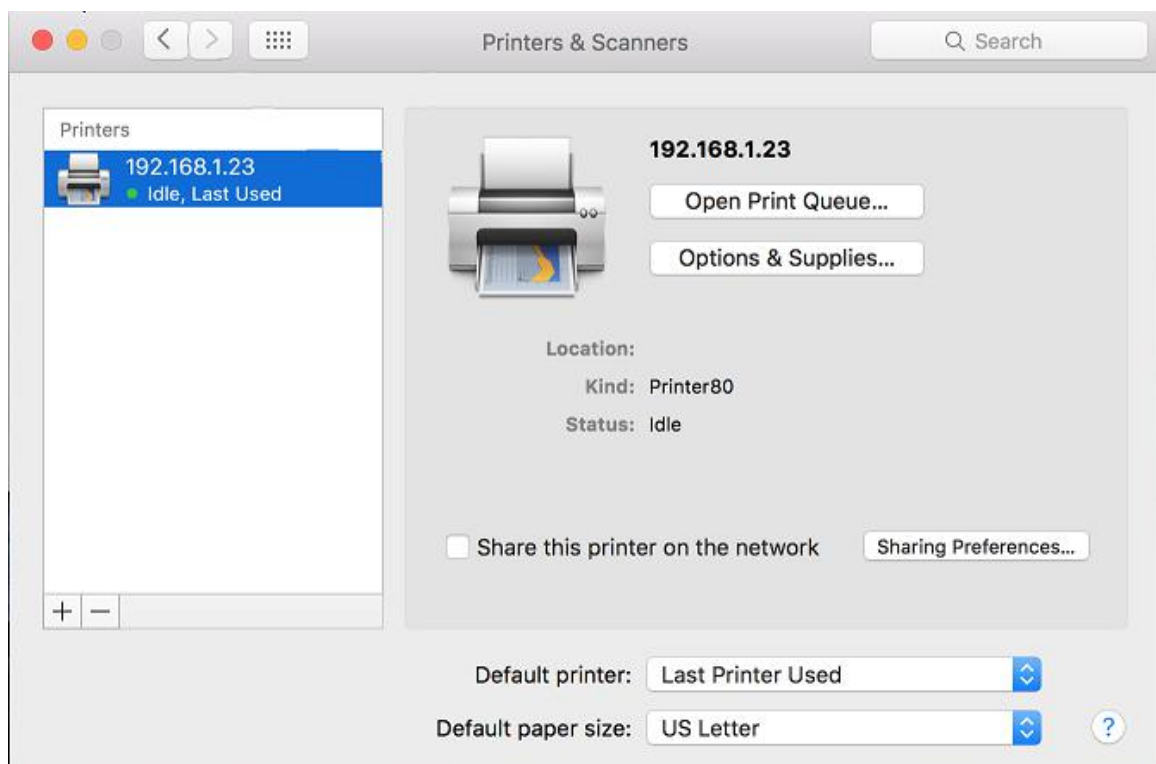 Printers & Scanners
Search
Printers
192.168.1.23
Idle, Last Used
192.168.1.23
Open Print Queue...
Options & Supplies...
Location:
Kind: Printer80
Status: Idle
Share this printer on the network
Sharing Preferences...
+ −
Default printer: Last Printer Used
Default paper size: US Letter
?